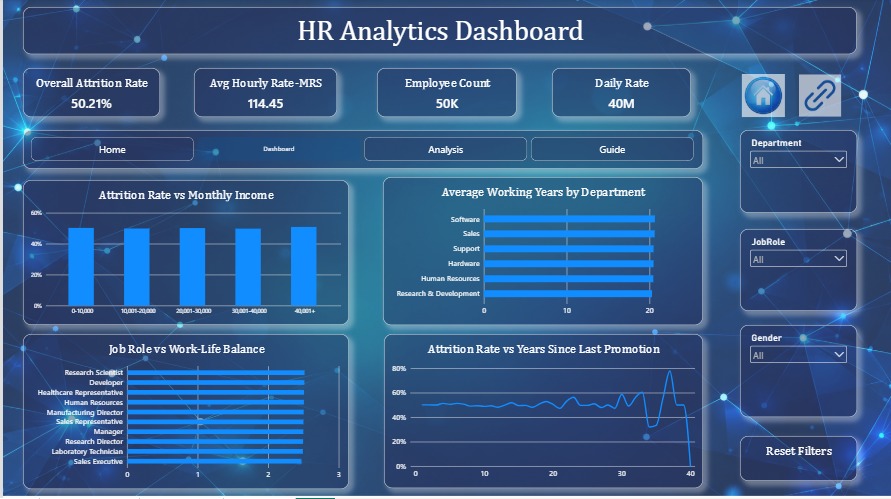 HR Analytics Dashboard
Overall Attrition Rate
50.21%
Avg Hourly Rate-MRS
114.45
Employee Count
50K
Daily Rate
40M
Home
Dashboard
Analysis
Guide
Department
All
JobRole
All
Gender
All
Reset Filters
Attrition Rate vs Monthly Income
60%
40%
20%
0%
0-10,000
10,001-20,000
20,001-30,000
30,001-40,000
40,001+
Average Working Years by Department
Software
Sales
Support
Hardware
Human Resources
Research & Development
0
10
20
Job Role vs Work-Life Balance
Research Scientist
Developer
Healthcare Representative
Human Resources
Manufacturing Director
Sales Representative
Manager
Research Director
Laboratory Technician
Sales Executive
0
1
2
3
Attrition Rate vs Years Since Last Promotion
80%
60%
40%
20%
0%
0
10
20
30
40